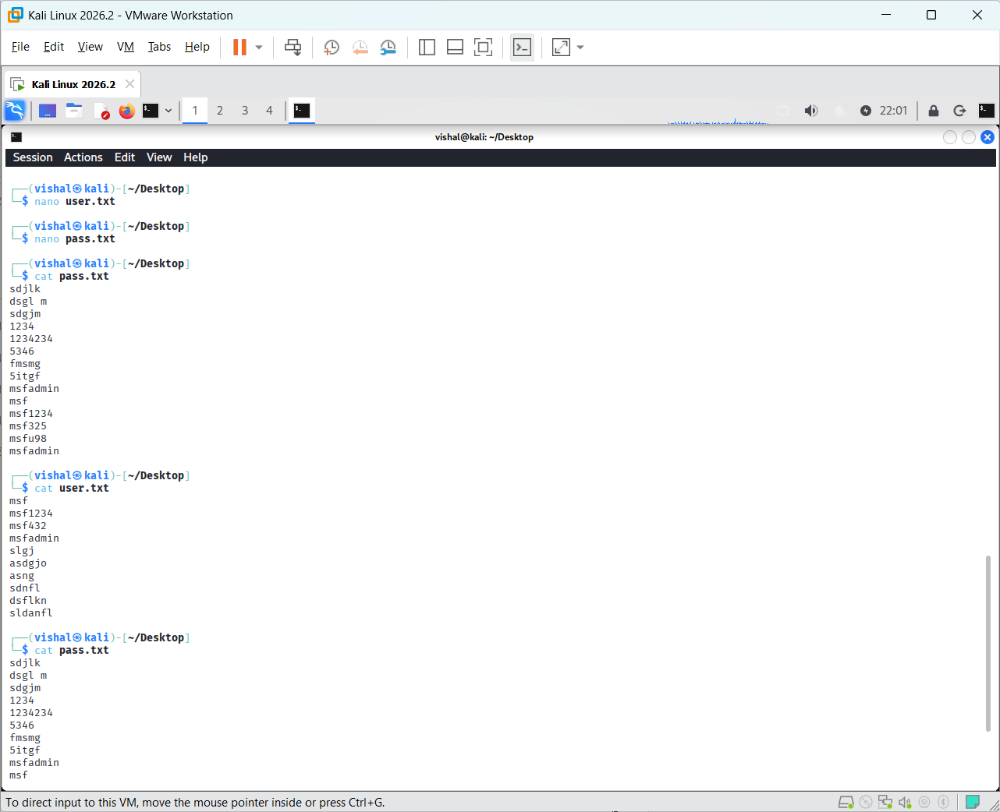 Kali Linux 2026.2 - VMware Workstation
File Edit View VM Tabs Help
Kali Linux 2026.2
1 2 3 4 22:01
vishal@kali: ~/Desktop
Session Actions Edit View Help
┌──(vishal㉿kali)-[~/Desktop]
└─$ nano user.txt
┌──(vishal㉿kali)-[~/Desktop]
└─$ nano pass.txt
┌──(vishal㉿kali)-[~/Desktop]
└─$ cat pass.txt
sdjlk
dsgl m
sdgjm
1234
1234234
5346
fmsmg
5itgf
msfadmin
msf
msf1234
msf325
msfu98
msfadmin
┌──(vishal㉿kali)-[~/Desktop]
└─$ cat user.txt
msf
msf1234
msf432
msfadmin
slgj
asdgjo
asng
sdnfl
dsflkn
sldanfl
┌──(vishal㉿kali)-[~/Desktop]
└─$ cat pass.txt
sdjlk
dsgl m
sdgjm
1234
1234234
5346
fmsmg
5itgf
msfadmin
msf
To direct input to this VM, move the mouse pointer inside or press Ctrl+G.